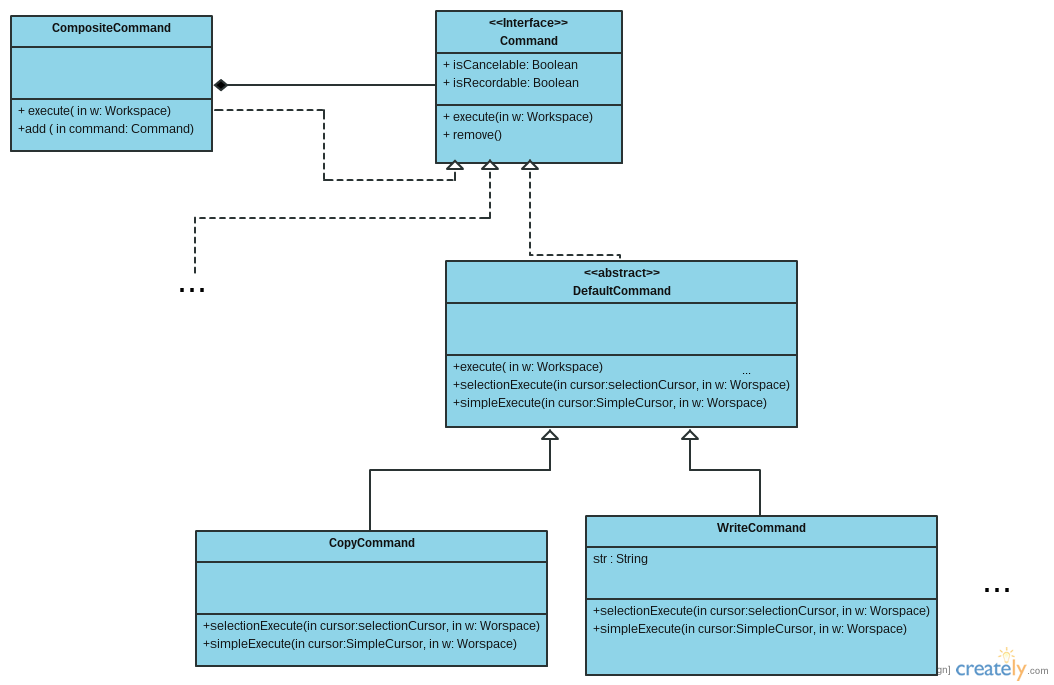 CompositeCommand
+ execute( in w: Workspace)
+add ( in command: Command)
<<Interface>>
Command
+ isCancelable: Boolean
+ isRecordable: Boolean
+ execute(in w: Workspace)
+ remove()
...
<<abstract>>
DefaultCommand
+execute( in w: Workspace)
...
+selectionExecute(in cursor:selectionCursor, in w: Worspace)
+simpleExecute(in cursor:SimpleCursor, in w: Worspace)
CopyCommand
+selectionExecute(in cursor:selectionCursor, in w: Worspace)
+simpleExecute(in cursor:SimpleCursor, in w: Worspace)
WriteCommand
str : String
+selectionExecute(in cursor:selectionCursor, in w: Worspace)
+simpleExecute(in cursor:SimpleCursor, in w: Worspace)
...
gn] creately.com